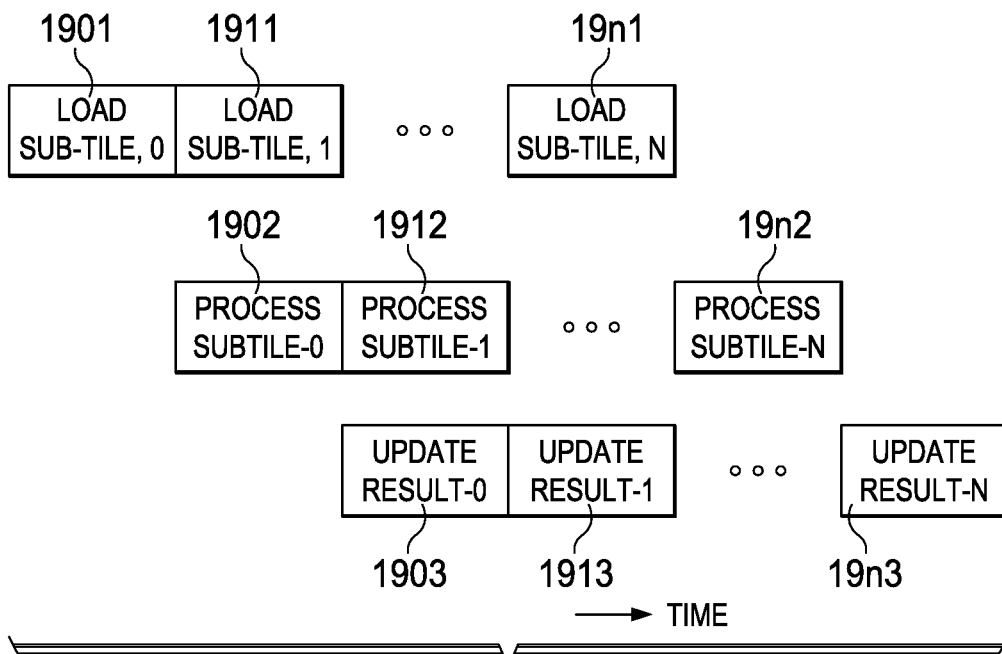 1901 1911 19n1
LOAD SUB-TILE, 0
LOAD SUB-TILE, 1
LOAD SUB-TILE, N
1902 1912 19n2
PROCESS SUBTILE-0
PROCESS SUBTILE-1
PROCESS SUBTILE-N
UPDATE RESULT-0
UPDATE RESULT-1
UPDATE RESULT-N
1903 1913 19n3
TIME